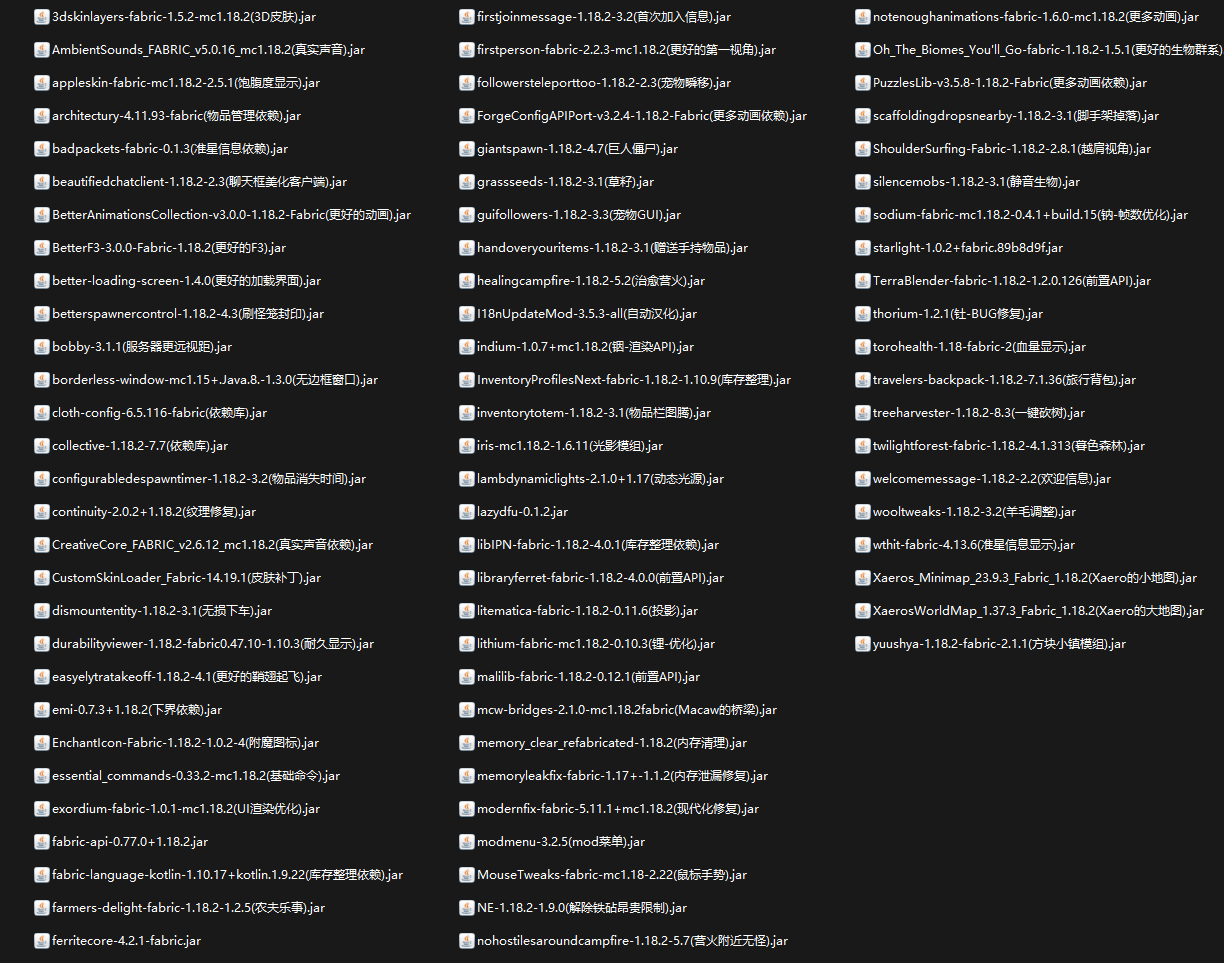 3dskinlayers-fabric-1.5.2-mc1.18.2(3D皮肤).jar
AmbientSounds_FABRIC_v5.0.16_mc1.18.2(真实声音).jar
appleskin-fabric-mc1.18.2-2.5.1(饱腹度显示).jar
architectury-4.11.93-fabric(物品管理依赖).jar
badpackets-fabric-0.1.3(准星信息依赖).jar
beautifiedchatclient-1.18.2-2.3(聊天框美化客户端).jar
BetterAnimationsCollection-v3.0.0-1.18.2-Fabric(更好的动画).jar
BetterF3-3.0.0-Fabric-1.18.2(更好的F3).jar
better-loading-screen-1.4.0(更好的加载界面).jar
betterspawnercontrol-1.18.2-4.3(刷怪笼封印).jar
bobby-3.1.1(服务器更远视距).jar
borderless-window-mc1.15+.Java.8.-1.3.0(无边框窗口).jar
cloth-config-6.5.116-fabric(依赖库).jar
collective-1.18.2-7.7(依赖库).jar
configurabledespawntimer-1.18.2-3.2(物品消失时间).jar
continuity-2.0.2+1.18.2(纹理修复).jar
CreativeCore_FABRIC_v2.6.12_mc1.18.2(真实声音依赖).jar
CustomSkinLoader_Fabric-14.19.1(皮肤补丁).jar
dismountentity-1.18.2-3.1(无损下车).jar
durabilityviewer-1.18.2-fabric0.47.10-1.10.3(耐久显示).jar
easyelytratakeoff-1.18.2-4.1(更好的鞘翅起飞).jar
emi-0.7.3+1.18.2(下界依赖).jar
EnchantIcon-Fabric-1.18.2-1.0.2-4(附魔图标).jar
essential_commands-0.33.2-mc1.18.2(基础命令).jar
exordium-fabric-1.0.1-mc1.18.2(UI渲染优化).jar
fabric-api-0.77.0+1.18.2.jar
fabric-language-kotlin-1.10.17+kotlin.1.9.22(库存整理依赖).jar
farmers-delight-fabric-1.18.2-1.2.5(农夫乐事).jar
ferritecore-4.2.1-fabric.jar
firstjoinmessage-1.18.2-3.2(首次加入信息).jar
firstperson-fabric-2.2.3-mc1.18.2(更好的第一视角).jar
followersteleporttoo-1.18.2-2.3(宠物瞬移).jar
ForgeConfigAPIPort-v3.2.4-1.18.2-Fabric(更多动画依赖).jar
giantspawn-1.18.2-4.7(巨人僵尸).jar
grassseeds-1.18.2-3.1(草籽).jar
guifollowers-1.18.2-3.3(宠物GUI).jar
handoveryouritems-1.18.2-3.1(赠送手持物品).jar
healingcampfire-1.18.2-5.2(治愈营火).jar
I18nUpdateMod-3.5.3-all(自动汉化).jar
indium-1.0.7+mc1.18.2(铟-渲染API).jar
InventoryProfilesNext-fabric-1.18.2-1.10.9(库存整理).jar
inventorytotem-1.18.2-3.1(物品栏图腾).jar
iris-mc1.18.2-1.6.11(光影模组).jar
lambdynamiclights-2.1.0+1.17(动态光源).jar
lazydfu-0.1.2.jar
libIPN-fabric-1.18.2-4.0.1(库存整理依赖).jar
libraryferret-fabric-1.18.2-4.0.0(前置API).jar
litematica-fabric-1.18.2-0.11.6(投影).jar
lithium-fabric-mc1.18.2-0.10.3(锂-优化).jar
malilib-fabric-1.18.2-0.12.1(前置API).jar
mcw-bridges-2.1.0-mc1.18.2fabric(Macaw的桥梁).jar
memory_clear_refabricated-1.18.2(内存清理).jar
memoryleakfix-fabric-1.17+-1.1.2(内存泄漏修复).jar
modernfix-fabric-5.11.1+mc1.18.2(现代化修复).jar
modmenu-3.2.5(mod菜单).jar
MouseTweaks-fabric-mc1.18-2.22(鼠标手势).jar
NE-1.18.2-1.9.0(解除铁砧昂贵限制).jar
nohostilesaroundcampfire-1.18.2-5.7(营火附近无怪).jar
notenoughanimations-fabric-1.6.0-mc1.18.2(更多动画).jar
Oh_The_Biomes_You'll_Go-fabric-1.18.2-1.5.1(更好的生物群系).
PuzzlesLib-v3.5.8-1.18.2-Fabric(更多动画依赖).jar
scaffoldingdropsnearby-1.18.2-3.1(脚手架掉落).jar
ShoulderSurfing-Fabric-1.18.2-2.8.1(越肩视角).jar
silencemobs-1.18.2-3.1(静音生物).jar
sodium-fabric-mc1.18.2-0.4.1+build.15(钠-帧数优化).jar
starlight-1.0.2+fabric.89b8d9f.jar
TerraBlender-fabric-1.18.2-1.2.0.126(前置API).jar
thorium-1.2.1(钍-BUG修复).jar
torohealth-1.18-fabric-2(血量显示).jar
travelers-backpack-1.18.2-7.1.36(旅行背包).jar
treeharvester-1.18.2-8.3(一键砍树).jar
twilightforest-fabric-1.18.2-4.1.313(暮色森林).jar
welcomemessage-1.18.2-2.2(欢迎信息).jar
wooltweaks-1.18.2-3.2(羊毛调整).jar
wthit-fabric-4.13.6(准星信息显示).jar
Xaeros_Minimap_23.9.3_Fabric_1.18.2(Xaero的小地图).jar
XaerosWorldMap_1.37.3_Fabric_1.18.2(Xaero的大地图).jar
yuushya-1.18.2-fabric-2.1.1(方块小镇模组).jar